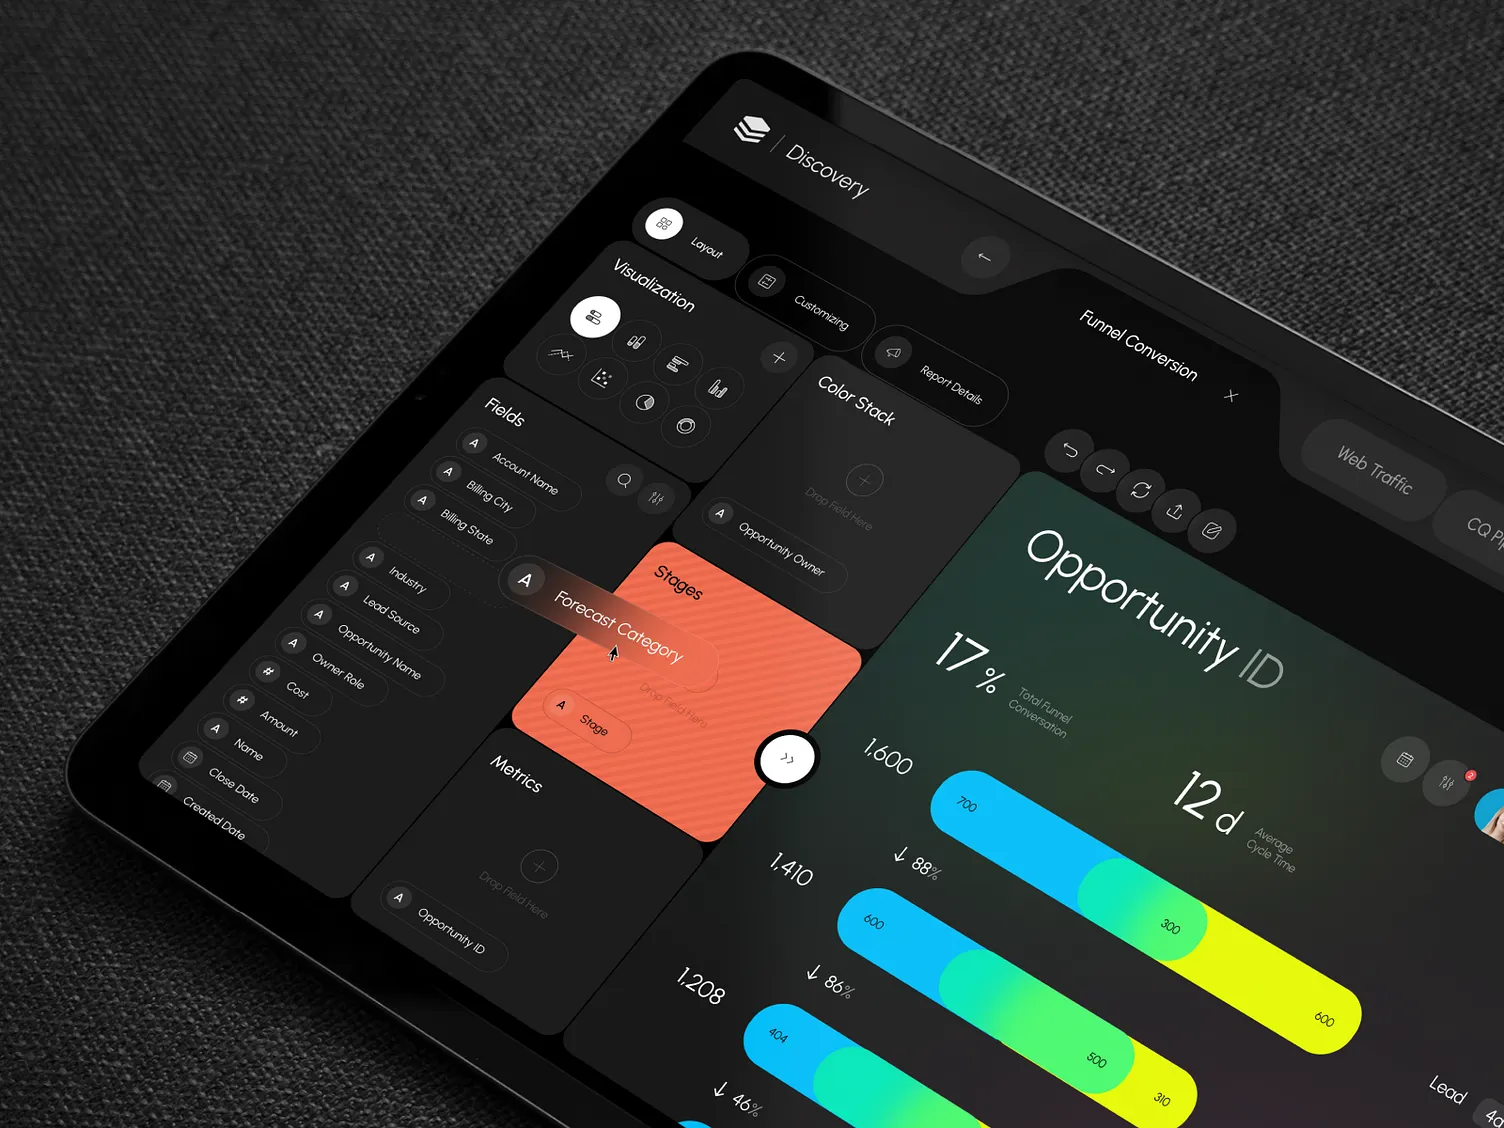 Discovery
Layout
Customizing
Report Details
Funnel Conversion
Web Traffic
Visualization
Fields
A Account Name
A Billing City
A Billing State
A Industry
A Lead Source
A Opportunity Name
A Owner Role
# Cost
# Amount
A Name
Close Date
Created Date
Color Stack
Drop Field Here
A Opportunity Owner
Stages
A Forecast Category
Drop Field Here
A Stage
Metrics
Drop Field Here
A Opportunity ID
Opportunity ID
17%
Total Funnel
Conversation
12 d
Average
Cycle Time
2
1,600
700
300
600
88%
1,410
600
500
310
86%
1,208
404
46%
Lead